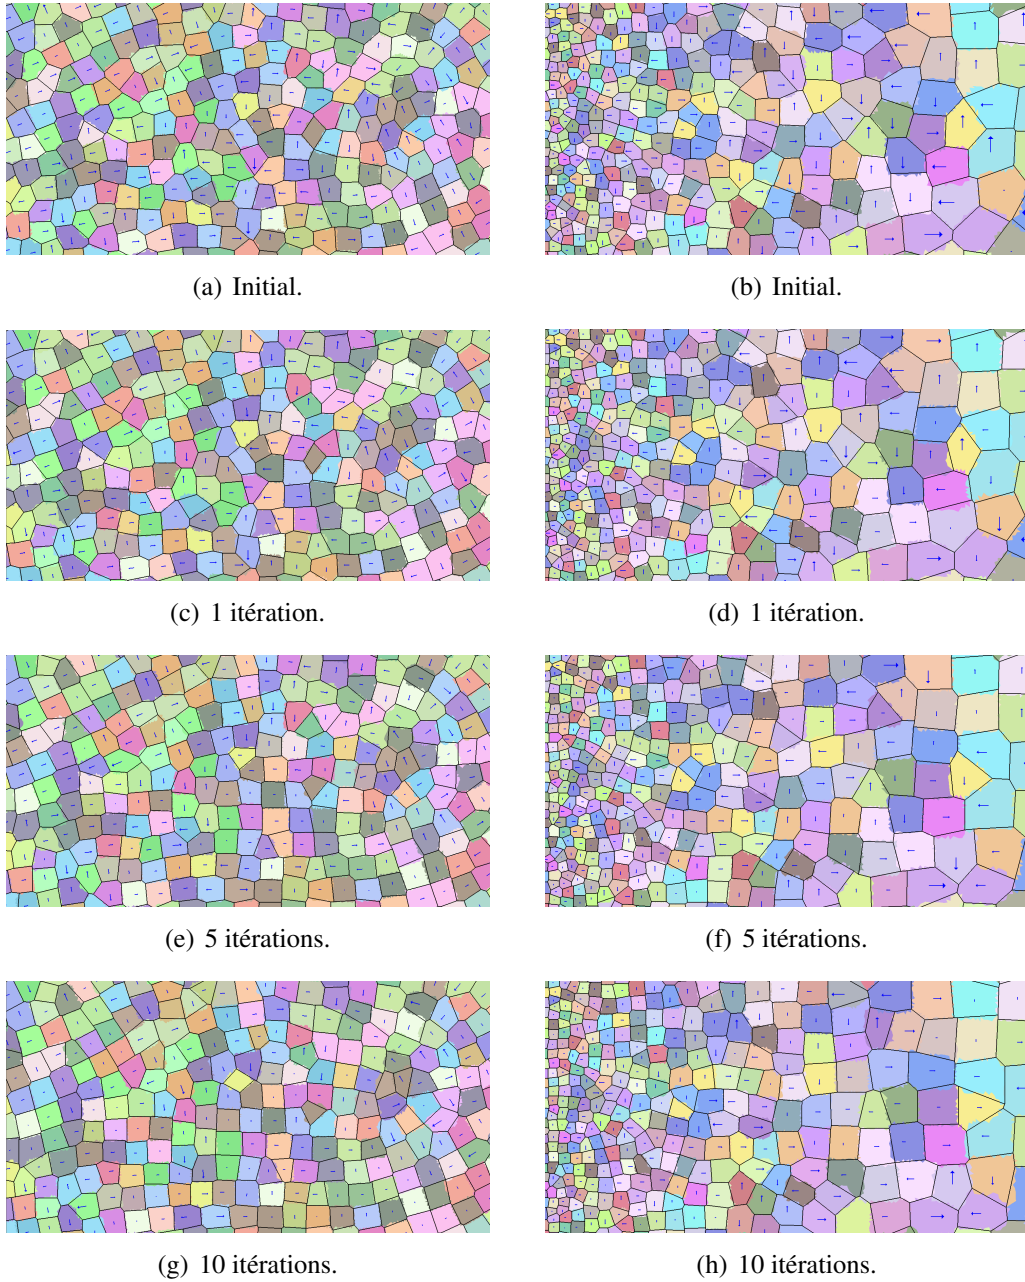 (a) Initial.
(b) Initial.
(c) 1 itération.
(d) 1 itération.
(e) 5 itérations.
(f) 5 itérations.
(g) 10 itérations.
(h) 10 itérations.